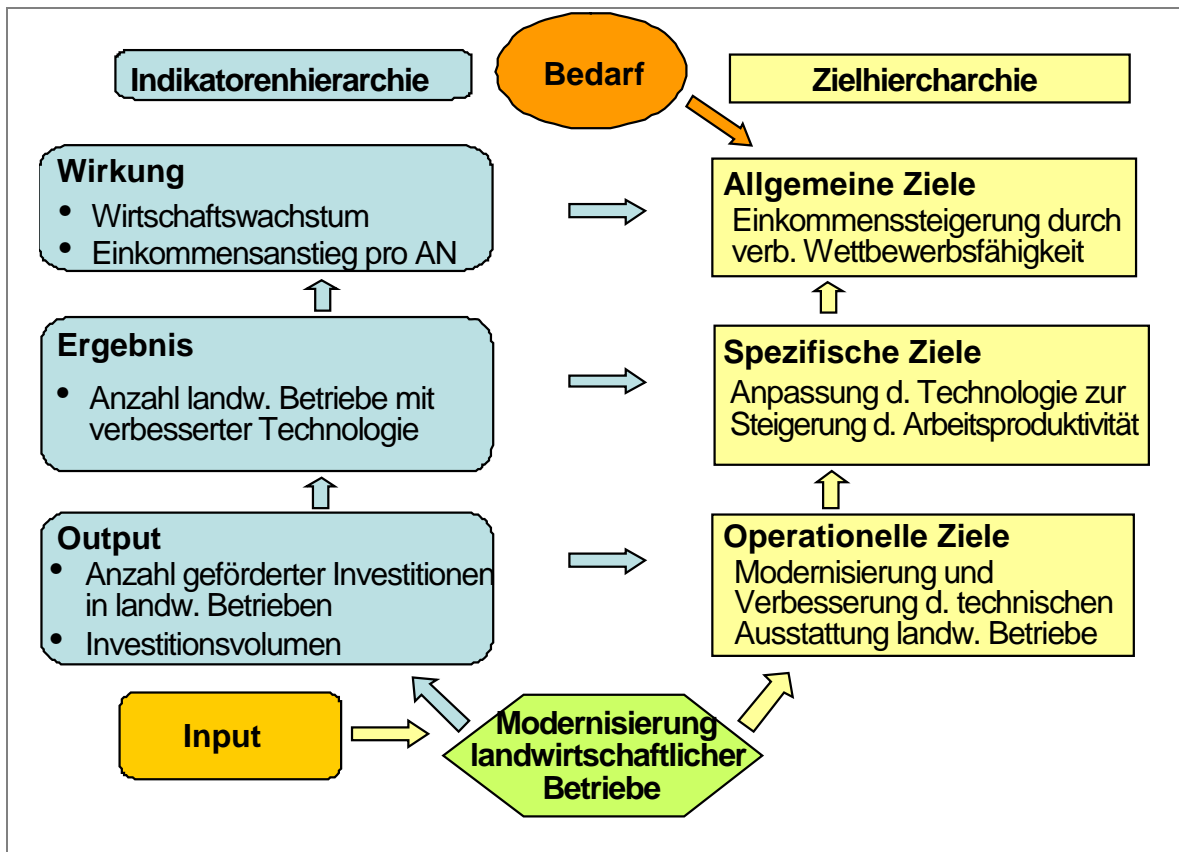 Indikatorenhierarchie
Bedarf
Zielhiercharchie
Wirkung
• Wirtschaftswachstum
• Einkommensanstieg pro AN
Allgemeine Ziele
Einkommenssteigerung durch
verb. Wettbewerbsfähigkeit
Ergebnis
• Anzahl landw. Betriebe mit
verbesserter Technologie
Spezifische Ziele
Anpassung d. Technologie zur
Steigerung d. Arbeitsproduktivität
Output
• Anzahl geförderter Investitionen
in landw. Betrieben
• Investitionsvolumen
Operationelle Ziele
Modernisierung und
Verbesserung d. technischen
Ausstattung landw. Betriebe
Input
Modernisierung
landwirtschaftlicher
Betriebe